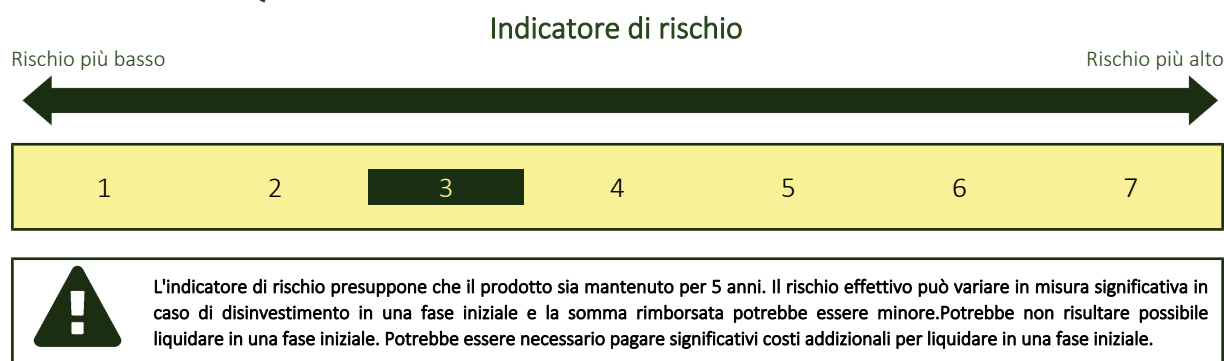 Indicatore di rischio
Rischio più basso
Rischio più alto
1 2 3 4 5 6 7
L'indicatore di rischio presuppone che il prodotto sia mantenuto per 5 anni. Il rischio effettivo può variare in misura significativa in
caso di disinvestimento in una fase iniziale e la somma rimborsata potrebbe essere minore.Potrebbe non risultare possibile
liquidare in una fase iniziale. Potrebbe essere necessario pagare significativi costi addizionali per liquidare in una fase iniziale.